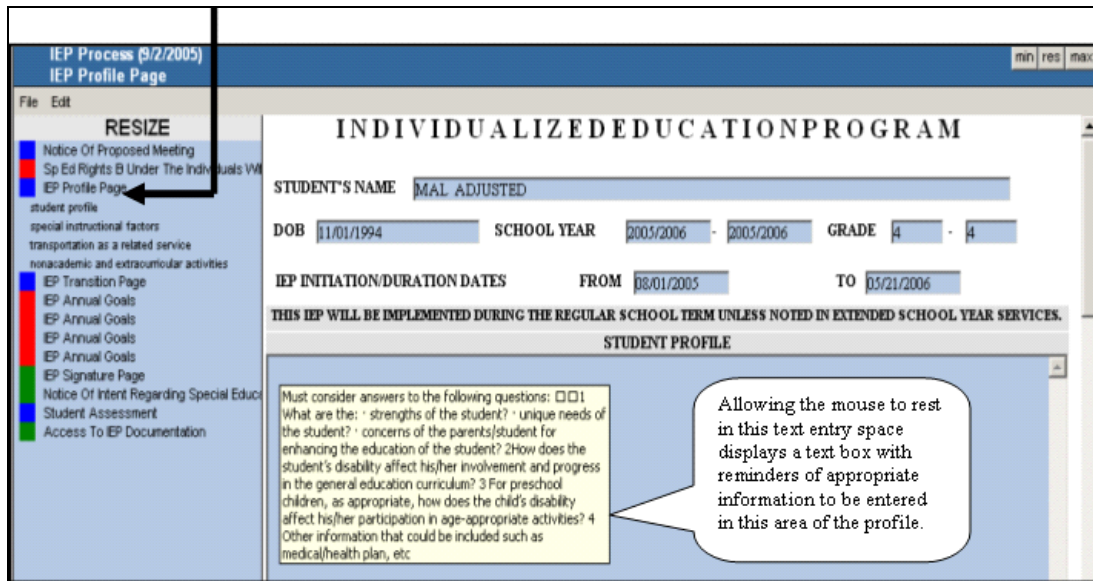 IEP Process (9/2/2005)
IEP Profile Page
min res max
File Edit
RESIZE
Notice Of Proposed Meeting
Sp Ed Rights B Under The Individuals Wi
IEP Profile Page
student profile
special instructional factors
transportation as a related service
nonacademic and extracurricular activities
IEP Transition Page
IEP Annual Goals
IEP Annual Goals
IEP Annual Goals
IEP Annual Goals
IEP Signature Page
Notice Of Intent Regarding Special Educ
Student Assessment
Access To IEP Documentation
INDIVIDUALIZED EDUCATION PROGRAM
STUDENT'S NAME MAL ADJUSTED
DOB 11/01/1994 SCHOOL YEAR 2005/2006 - 2005/2006 GRADE 4 - 4
IEP INITIATION/DURATION DATES FROM 08/01/2005 TO 05/21/2006
THIS IEP WILL BE IMPLEMENTED DURING THE REGULAR SCHOOL TERM UNLESS NOTED IN EXTENDED SCHOOL YEAR SERVICES.
STUDENT PROFILE
Must consider answers to the following questions: □□1
What are the: · strengths of the student? · unique needs of
the student? · concerns of the parents/student for
enhancing the education of the student? 2How does the
student's disability affect his/her involvement and progress
in the general education curriculum? 3 For preschool
children, as appropriate, how does the child's disability
affect his/her participation in age-appropriate activities? 4
Other information that could be included such as
medical/health plan, etc
Allowing the mouse to rest
in this text entry space
displays a text box with
reminders of appropriate
information to be entered
in this area of the profile.